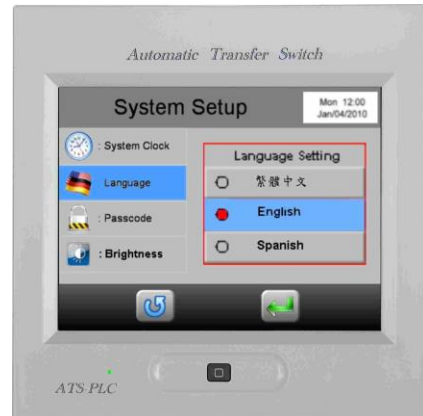 Automatic Transfer Switch
System Setup
Mon 12:00
Jan/04/2010
: System Clock
Language
: Passcode
: Brightness
Language Setting
繁體中文
English
Spanish
ATS-PLC